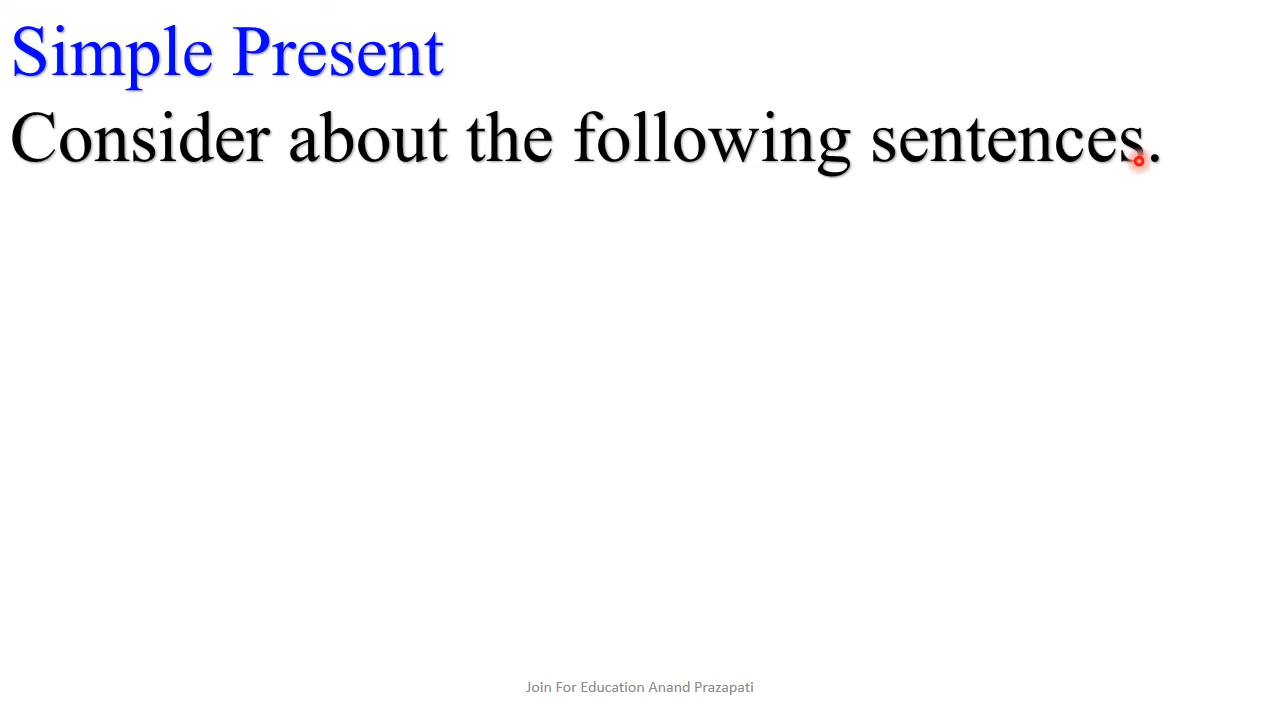 Simple Present
Consider about the following sentences.
Join For Education Anand Prazapati